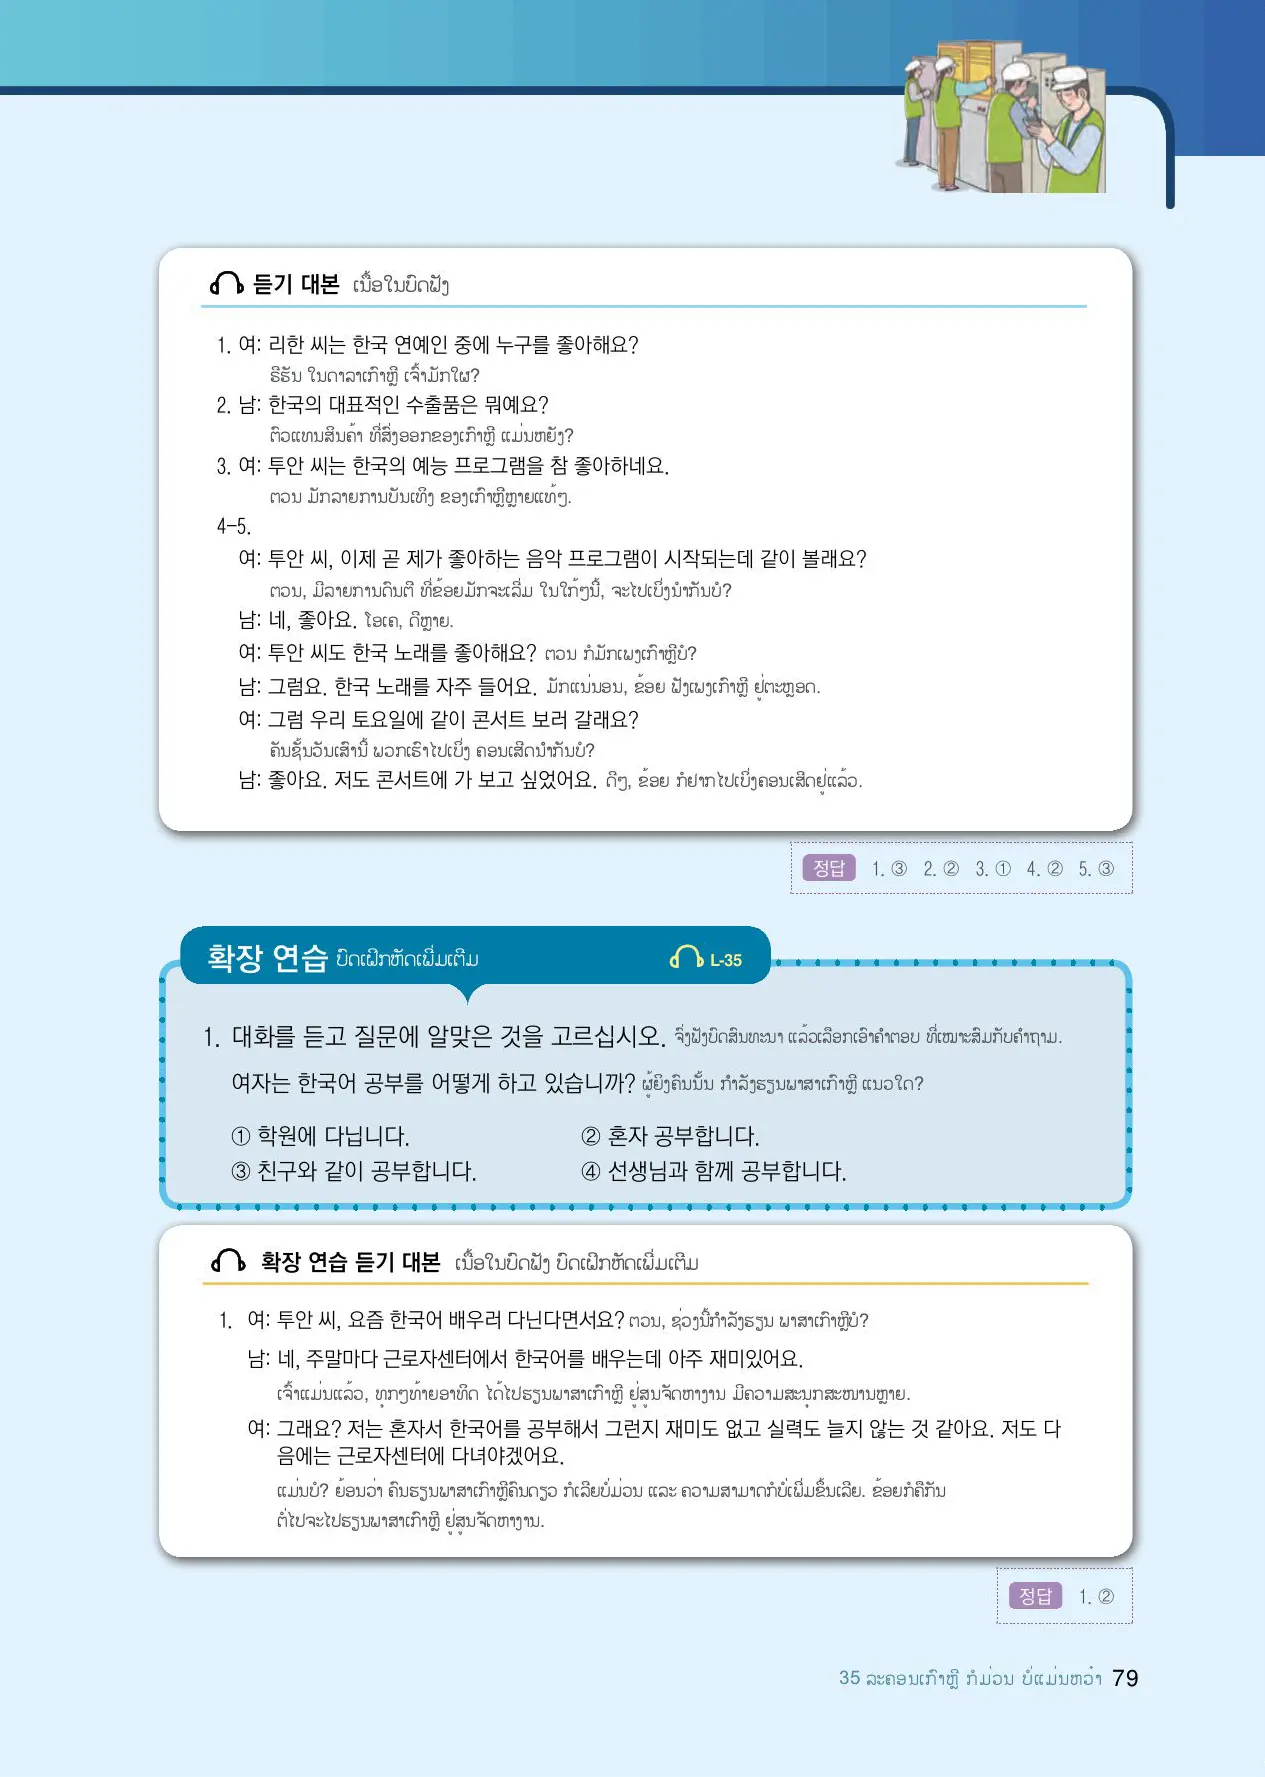 듣기 대본 ເນື້ອໃນບົດຟັງ
1. 여: 리한 씨는 한국 연예인 중에 누구를 좋아해요?
ຣີຮັນ ໃນດາລາເກົາຫຼີ ເຈົ້າມັກໃຜ?
2. 남: 한국의 대표적인 수출품은 뭐예요?
ຕົວແທນສິນຄ້າ ທີ່ສົ່ງອອກຂອງເກົາຫຼີ ແມ່ນຫຍັງ?
3. 여: 투안 씨는 한국의 예능 프로그램을 참 좋아하네요.
ຕວນ ມັກລາຍການບັນເທິງ ຂອງເກົາຫຼີຫຼາຍແທ້ໆ.
4-5.
여: 투안 씨, 이제 곧 제가 좋아하는 음악 프로그램이 시작되는데 같이 볼래요?
ຕວນ, ມີລາຍການດົນຕີ ທີ່ຂ້ອຍມັກຈະເລີ່ມ ໃນໃກ້ໆນີ້, ຈະໄປເບິ່ງນຳກັນບໍ?
남: 네, 좋아요. ໂອເຄ, ດີຫຼາຍ.
여: 투안 씨도 한국 노래를 좋아해요? ຕວນ ກໍມັກເພງເກົາຫຼີບໍ?
남: 그럼요. 한국 노래를 자주 들어요. ມັກແນ່ນອນ, ຂ້ອຍ ຟັງເພງເກົາຫຼີ ຢູ່ຕະຫຼອດ.
여: 그럼 우리 토요일에 같이 콘서트 보러 갈래요?
ຄັນຊັ້ນວັນເສົານີ້ ພວກເຮົາໄປເບິ່ງ ຄອນເສີດນຳກັນບໍ?
남: 좋아요. 저도 콘서트에 가 보고 싶었어요. ດີໆ, ຂ້ອຍ ກໍຢາກໄປເບິ່ງຄອນເສີດຢູ່ແລ້ວ.
정답 1. ③ 2. ② 3. ① 4. ② 5. ③
확장 연습 ບົດເຝິກຫັດເພີ່ມເຕີມ L-35
1. 대화를 듣고 질문에 알맞은 것을 고르십시오. ຈົ່ງຟັງບົດສົນທະນາ ແລ້ວເລືອກເອົາຄຳຕອບ ທີ່ເໝາະສົມກັບຄຳຖາມ.
여자는 한국어 공부를 어떻게 하고 있습니까? ຜູ້ຍິງຄົນນັ້ນ ກຳລັງຮຽນພາສາເກົາຫຼີ ແນວໃດ?
① 학원에 다닙니다. ② 혼자 공부합니다.
③ 친구와 같이 공부합니다. ④ 선생님과 함께 공부합니다.
확장 연습 듣기 대본 ເນື້ອໃນບົດຟັງ ບົດເຝິກຫັດເພີ່ມເຕີມ
1. 여: 투안 씨, 요즘 한국어 배우러 다닌다면서요? ຕວນ, ຊ່ວງນີ້ກຳລັງຮຽນ ພາສາເກົາຫຼີບໍ?
남: 네, 주말마다 근로자센터에서 한국어를 배우는데 아주 재미있어요.
ເຈົ້າແມ່ນແລ້ວ, ທຸກໆທ້າຍອາທິດ ໄດ້ໄປຮຽນພາສາເກົາຫຼີ ຢູ່ສູນຈັດຫາງານ ມີຄວາມສະນຸກສະໜານຫຼາຍ.
여: 그래요? 저는 혼자서 한국어를 공부해서 그런지 재미도 없고 실력도 늘지 않는 것 같아요. 저도 다
음에는 근로자센터에 다녀야겠어요.
ແມ່ນບໍ? ຍ້ອນວ່າ ຄົນຮຽນພາສາເກົາຫຼີຄົນດຽວ ກໍເລີຍບໍ່ມ່ວນ ແລະ ຄວາມສາມາດກໍບໍ່ເພີ່ມຂຶ້ນເລີຍ. ຂ້ອຍກໍຄືກັນ
ຕໍ່ໄປຈະໄປຮຽນພາສາເກົາຫຼີ ຢູ່ສູນຈັດຫາງານ.
정답 1. ②
35 ລະຄອນເກົາຫຼີ ກໍມ່ວນ ບໍ່ແມ່ນຫວ໋າ 79